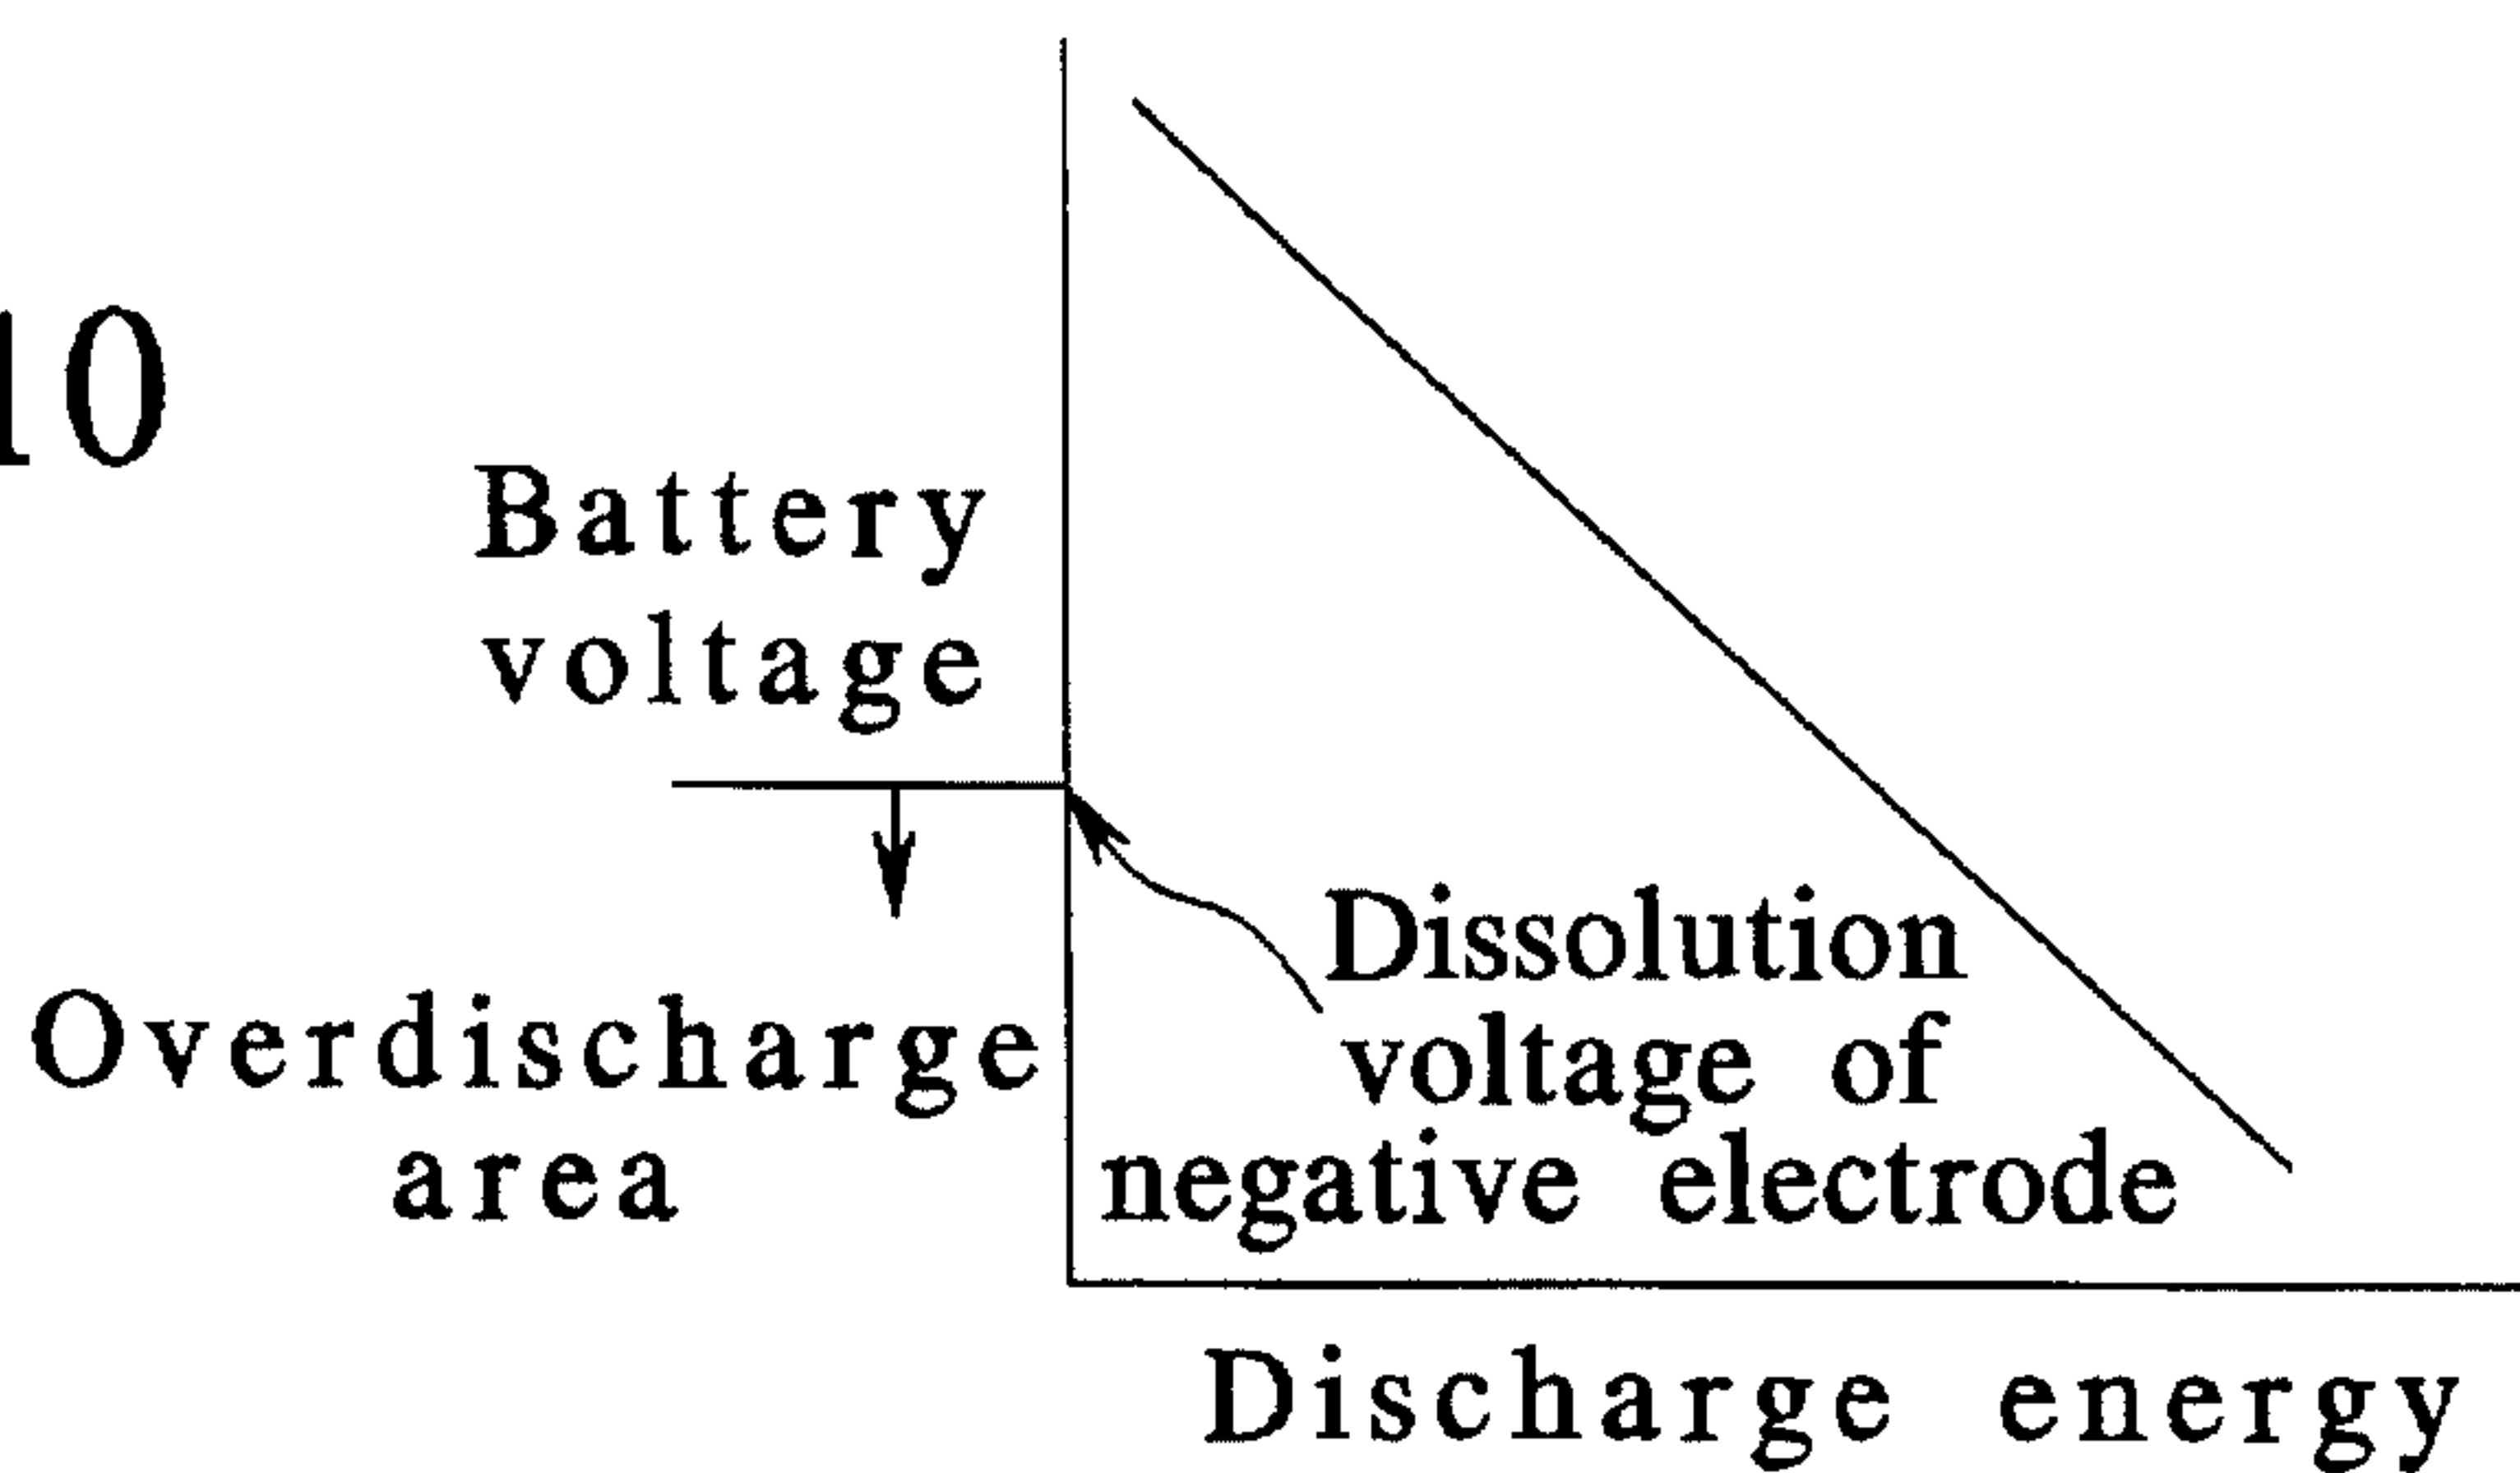 10
Battery
voltage
Overdischarge
area
Dissolution
voltage of
negative electrode
Discharge energy